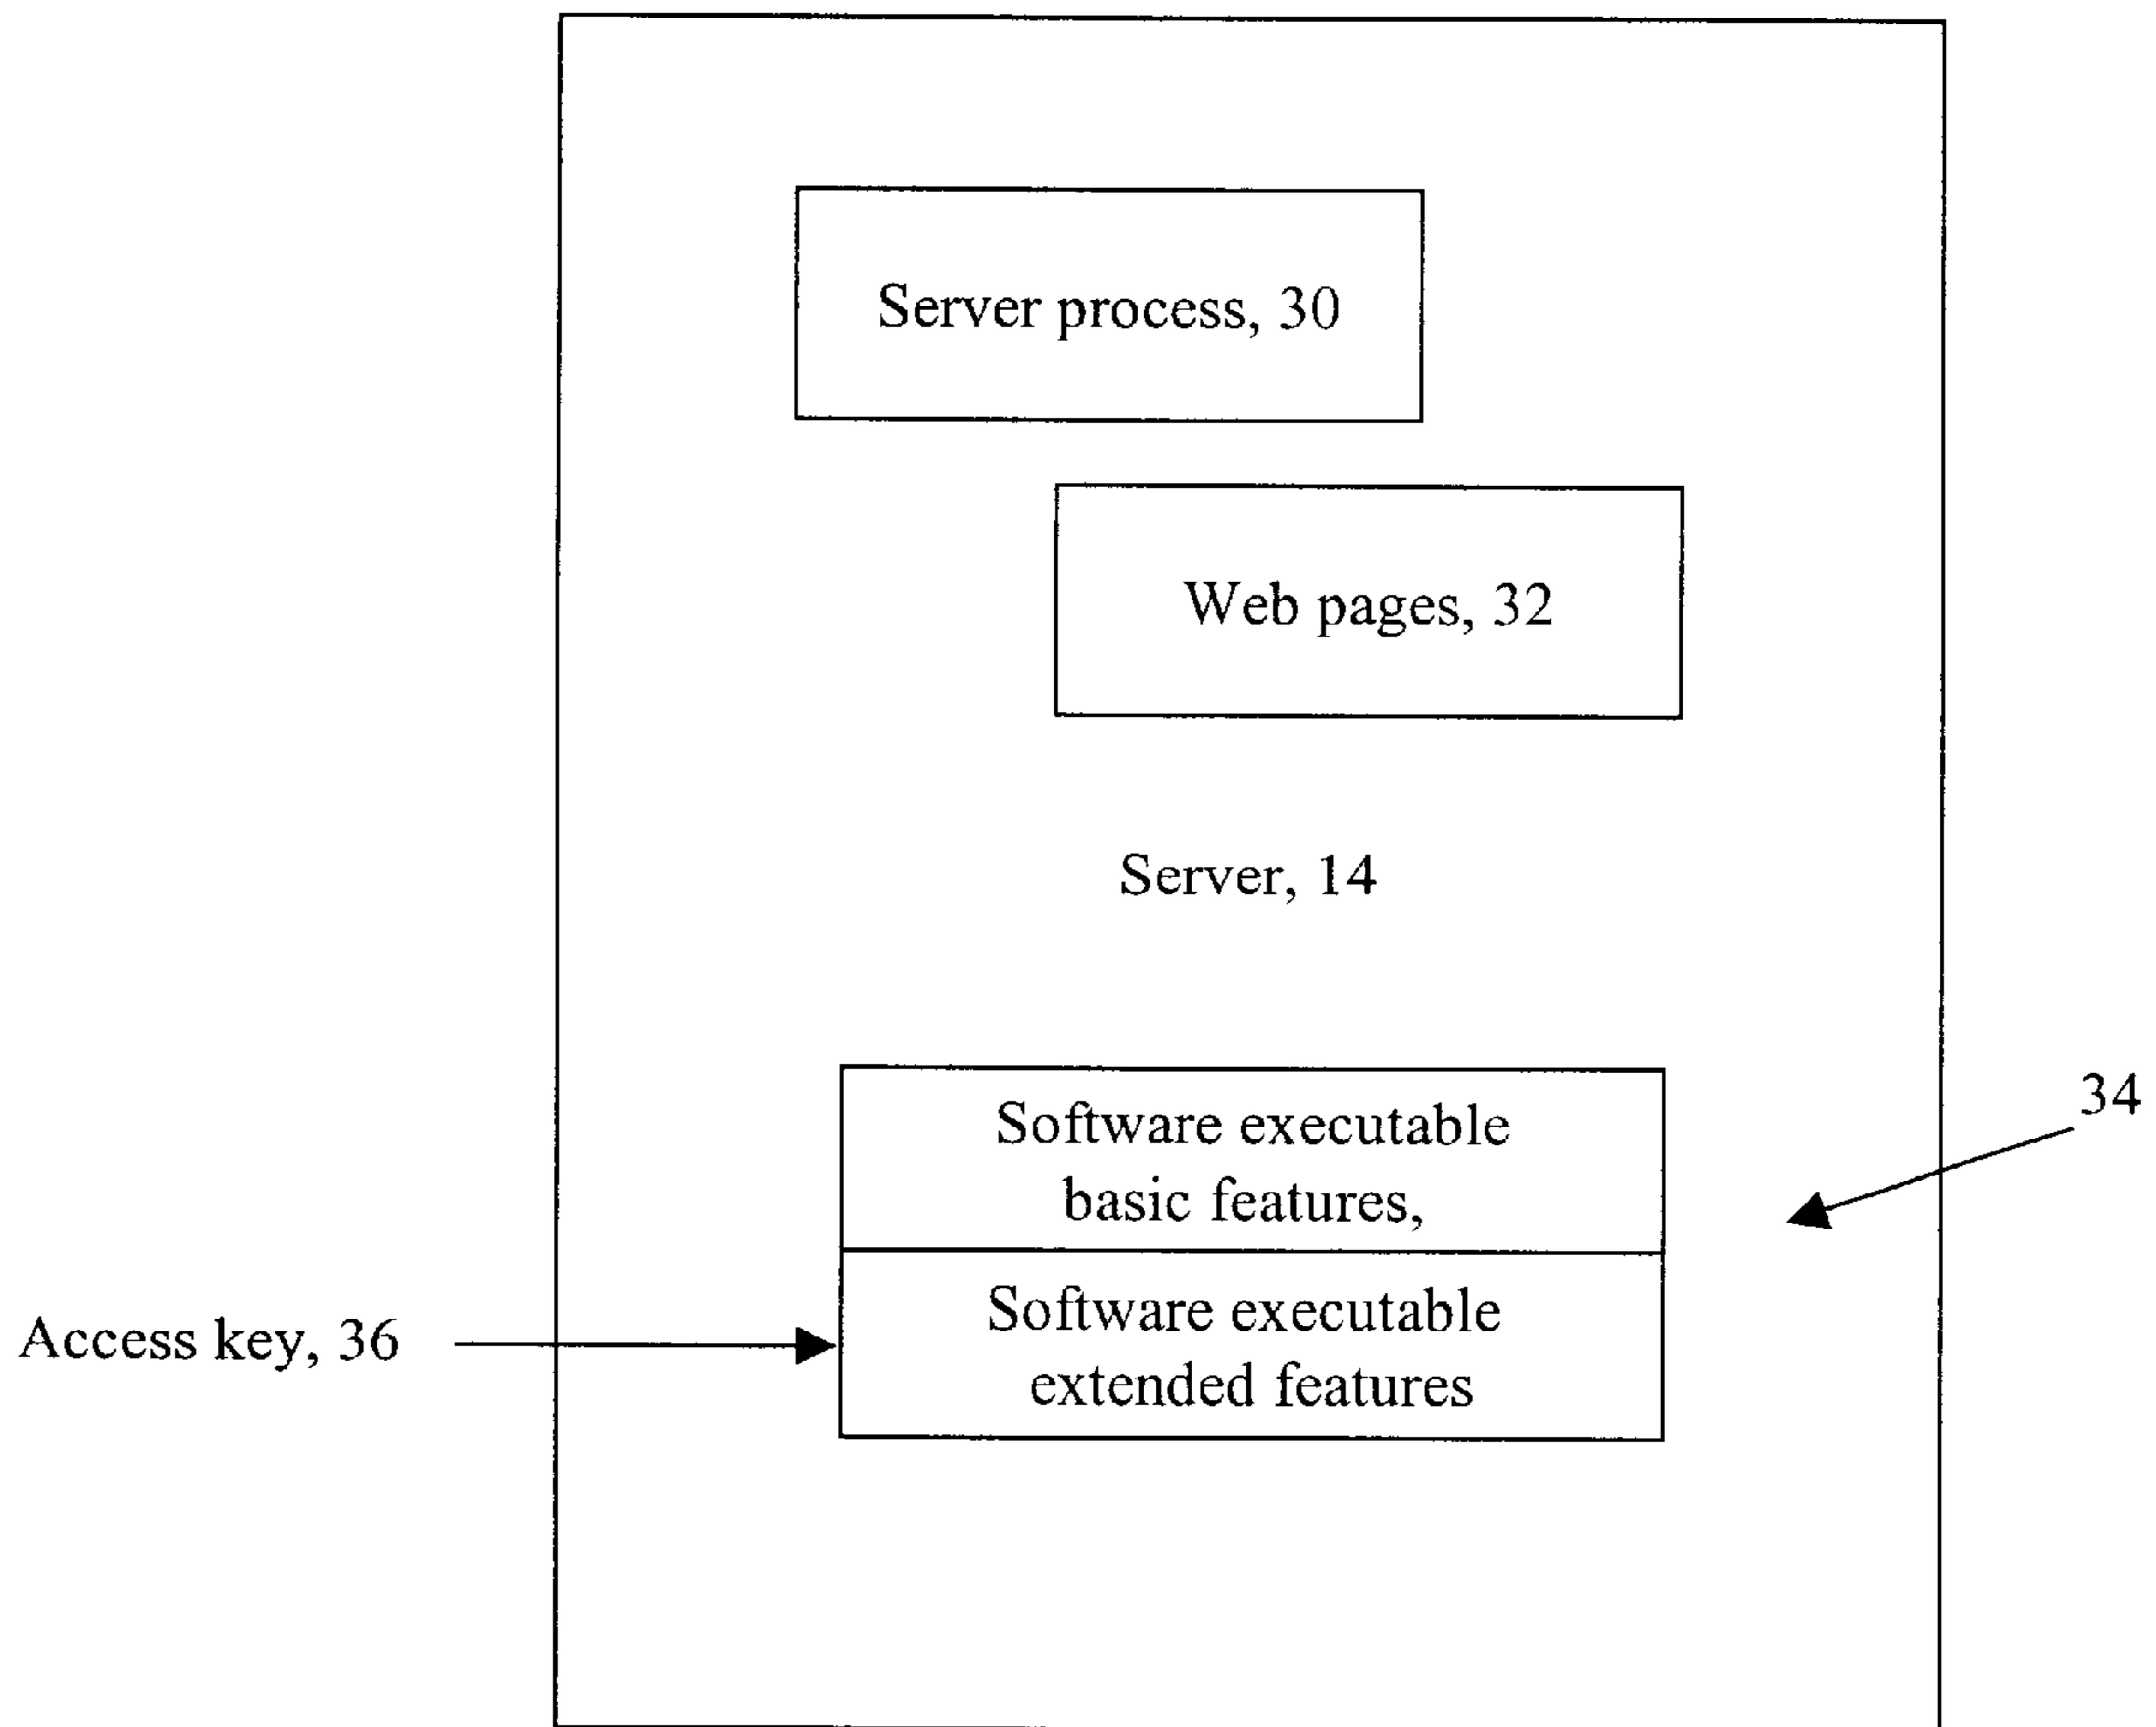 Server process, 30
Web pages, 32
Server, 14
34
Software executable
basic features,
Access key, 36
Software executable
extended features